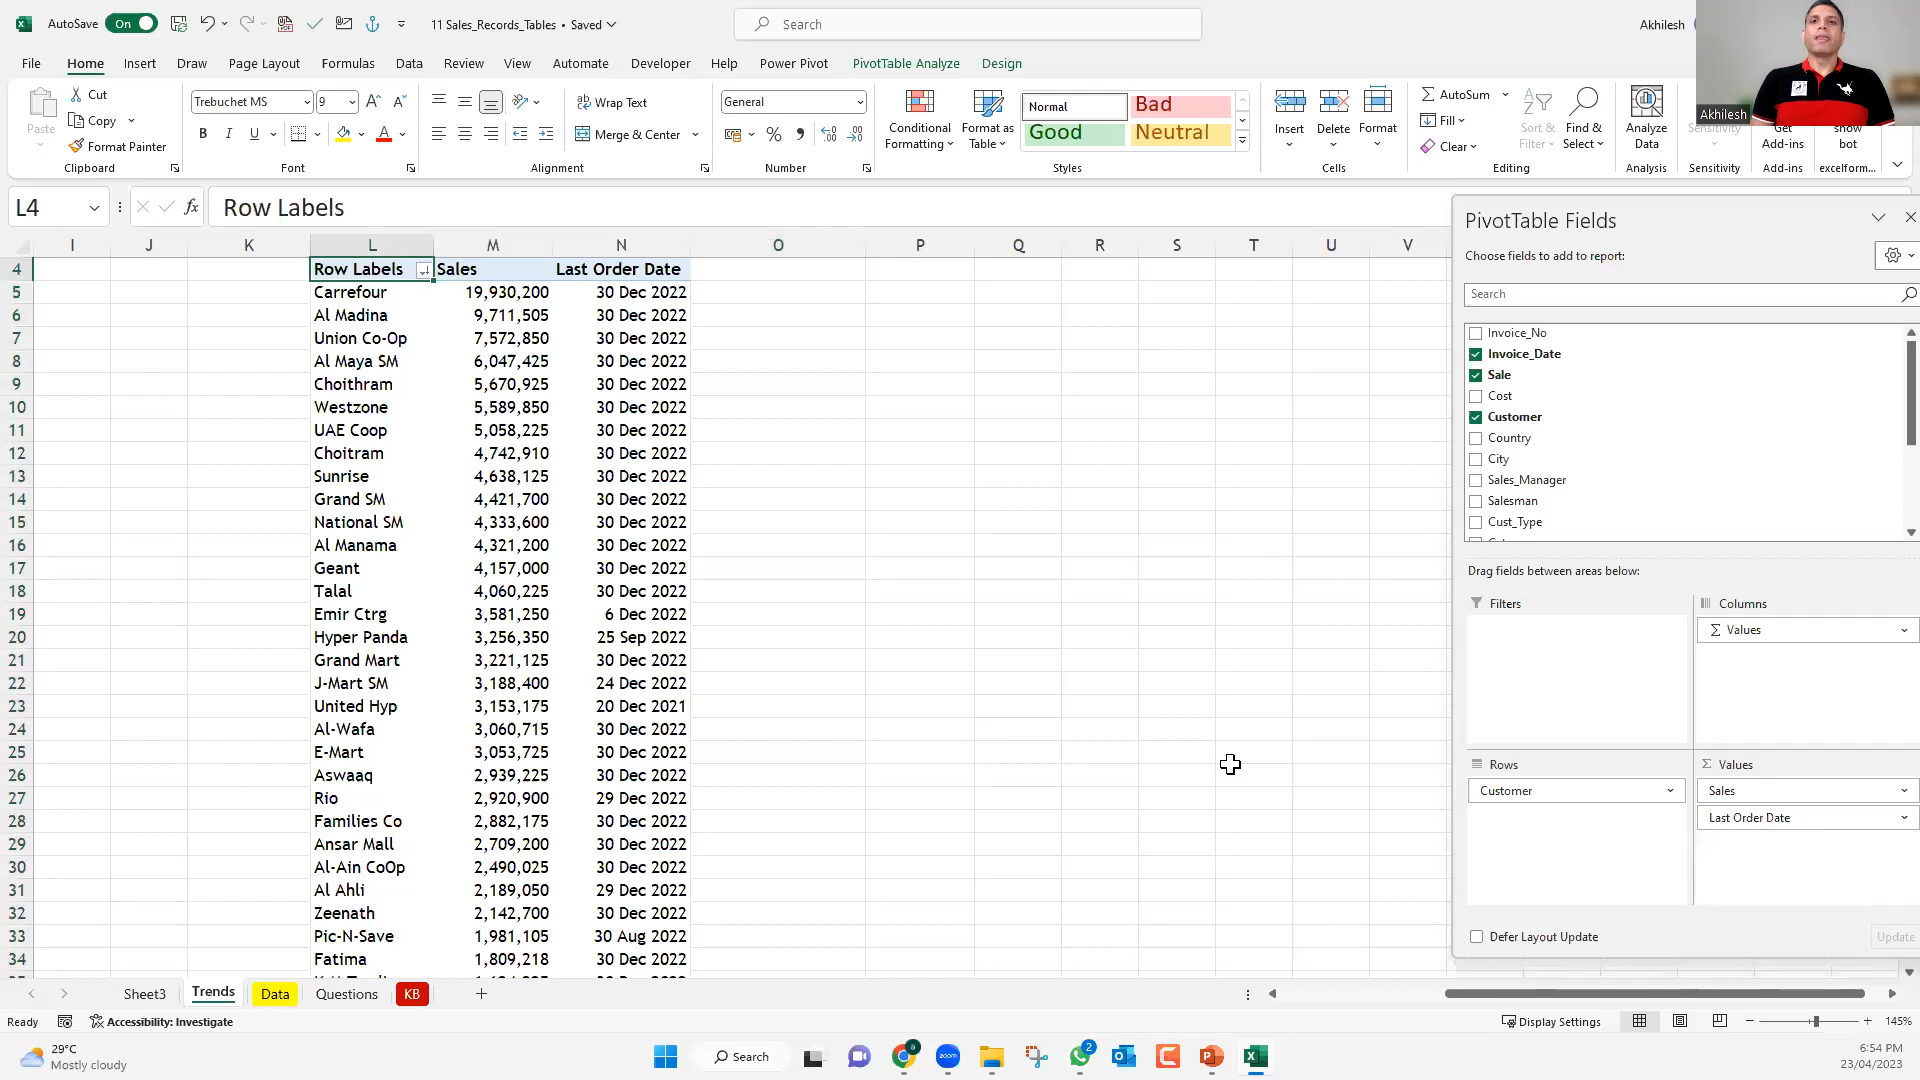 AutoSave On 11 Sales_Records_Tables • Saved Search Akhilesh
File Home Insert Draw Page Layout Formulas Data Review View Automate Developer Help Power Pivot PivotTable Analyze Design
Akhilesh
Paste Cut Copy Format Painter Clipboard
Trebuchet MS 9 B I U Font
Wrap Text Merge & Center Alignment
General % Number
Conditional Formatting Format as Table Normal Bad Good Neutral Styles
Insert Delete Format Cells
AutoSum Fill Clear Sort & Filter Find & Select Editing
Analyze Data Analysis
Sensitivity Sensitivity
Get Add-ins Add-ins
show bot excelform...
L4 fx Row Labels
I J K L M N O P Q R S T U V
4 Row Labels Sales Last Order Date
5 Carrefour 19,930,200 30 Dec 2022
6 Al Madina 9,711,505 30 Dec 2022
7 Union Co-Op 7,572,850 30 Dec 2022
8 Al Maya SM 6,047,425 30 Dec 2022
9 Choithram 5,670,925 30 Dec 2022
10 Westzone 5,589,850 30 Dec 2022
11 UAE Coop 5,058,225 30 Dec 2022
12 Choitram 4,742,910 30 Dec 2022
13 Sunrise 4,638,125 30 Dec 2022
14 Grand SM 4,421,700 30 Dec 2022
15 National SM 4,333,600 30 Dec 2022
16 Al Manama 4,321,200 30 Dec 2022
17 Geant 4,157,000 30 Dec 2022
18 Talal 4,060,225 30 Dec 2022
19 Emir Ctrg 3,581,250 6 Dec 2022
20 Hyper Panda 3,256,350 25 Sep 2022
21 Grand Mart 3,221,125 30 Dec 2022
22 J-Mart SM 3,188,400 24 Dec 2022
23 United Hyp 3,153,175 20 Dec 2021
24 Al-Wafa 3,060,715 30 Dec 2022
25 E-Mart 3,053,725 30 Dec 2022
26 Aswaaq 2,939,225 30 Dec 2022
27 Rio 2,920,900 29 Dec 2022
28 Families Co 2,882,175 30 Dec 2022
29 Ansar Mall 2,709,200 30 Dec 2022
30 Al-Ain CoOp 2,490,025 30 Dec 2022
31 Al Ahli 2,189,050 29 Dec 2022
32 Zeenath 2,142,700 30 Dec 2022
33 Pic-N-Save 1,981,105 30 Aug 2022
34 Fatima 1,809,218 30 Dec 2022
PivotTable Fields
Choose fields to add to report:
Search
Invoice_No
Invoice_Date
Sale
Cost
Customer
Country
City
Sales_Manager
Salesman
Cust_Type
Drag fields between areas below:
Filters Columns
Σ Values
Rows Σ Values
Customer Sales
Last Order Date
Defer Layout Update Update
Sheet3 Trends Data Questions KB
Ready Accessibility: Investigate Display Settings 145%
29°C
Mostly cloudy
Search
zoom
2
6:54 PM
23/04/2023